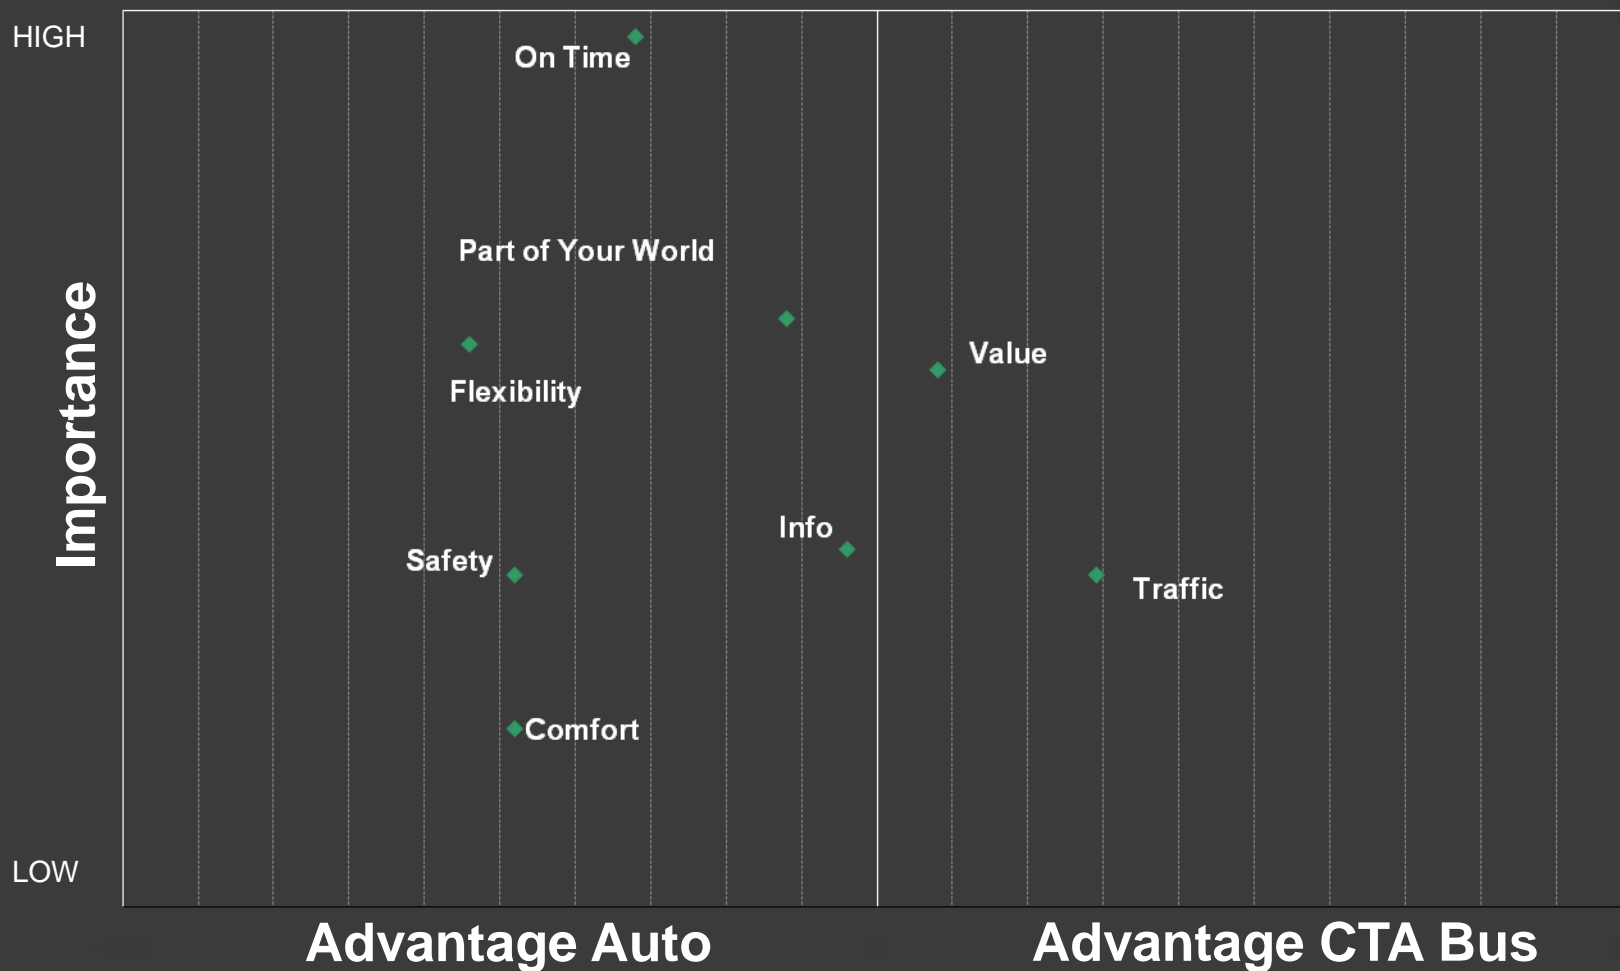 HIGH
On Time
Part of Your World
Value
Flexibility
Importance
Info
Safety
Traffic
Comfort
LOW
Advantage Auto
Advantage CTA Bus